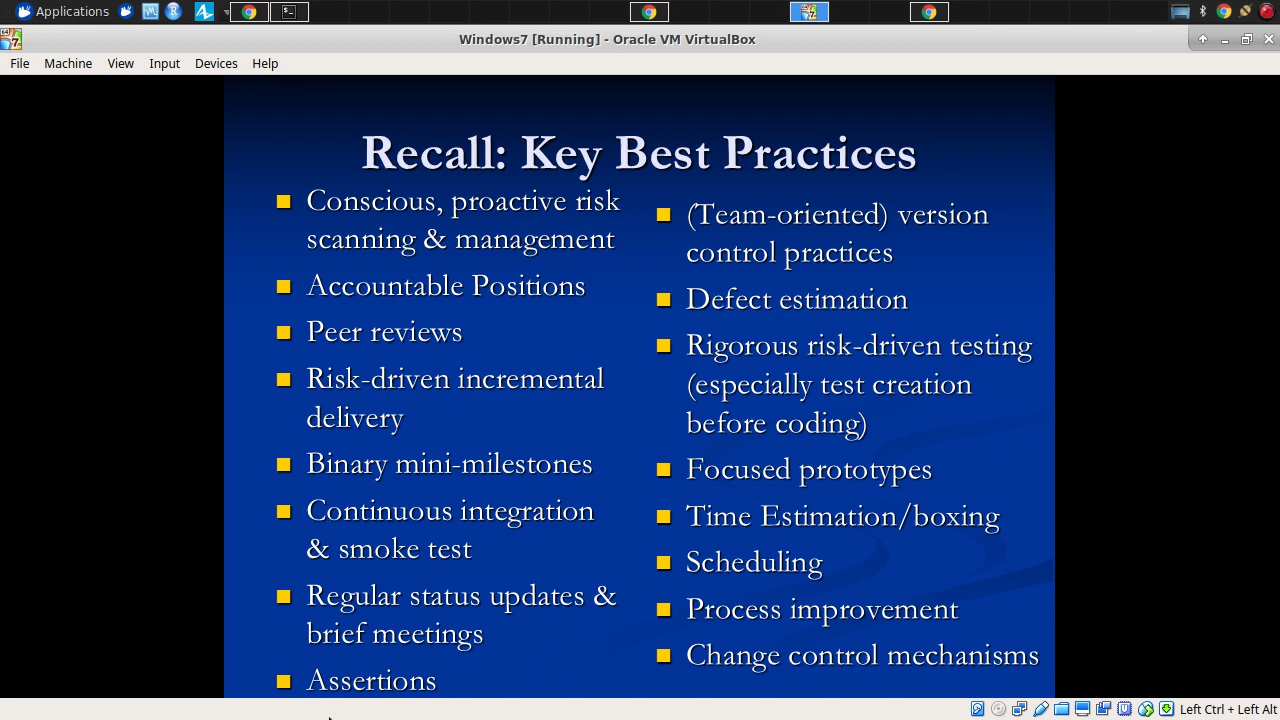 Applications
Windows7 [Running] - Oracle VM VirtualBox
File Machine View Input Devices Help
Recall: Key Best Practices
Conscious, proactive risk
scanning & management
Accountable Positions
Peer reviews
Risk-driven incremental
delivery
Binary mini-milestones
Continuous integration
& smoke test
Regular status updates &
brief meetings
Assertions
(Team-oriented) version
control practices
Defect estimation
Rigorous risk-driven testing
(especially test creation
before coding)
Focused prototypes
Time Estimation/boxing
Scheduling
Process improvement
Change control mechanisms
Left Ctrl + Left Alt